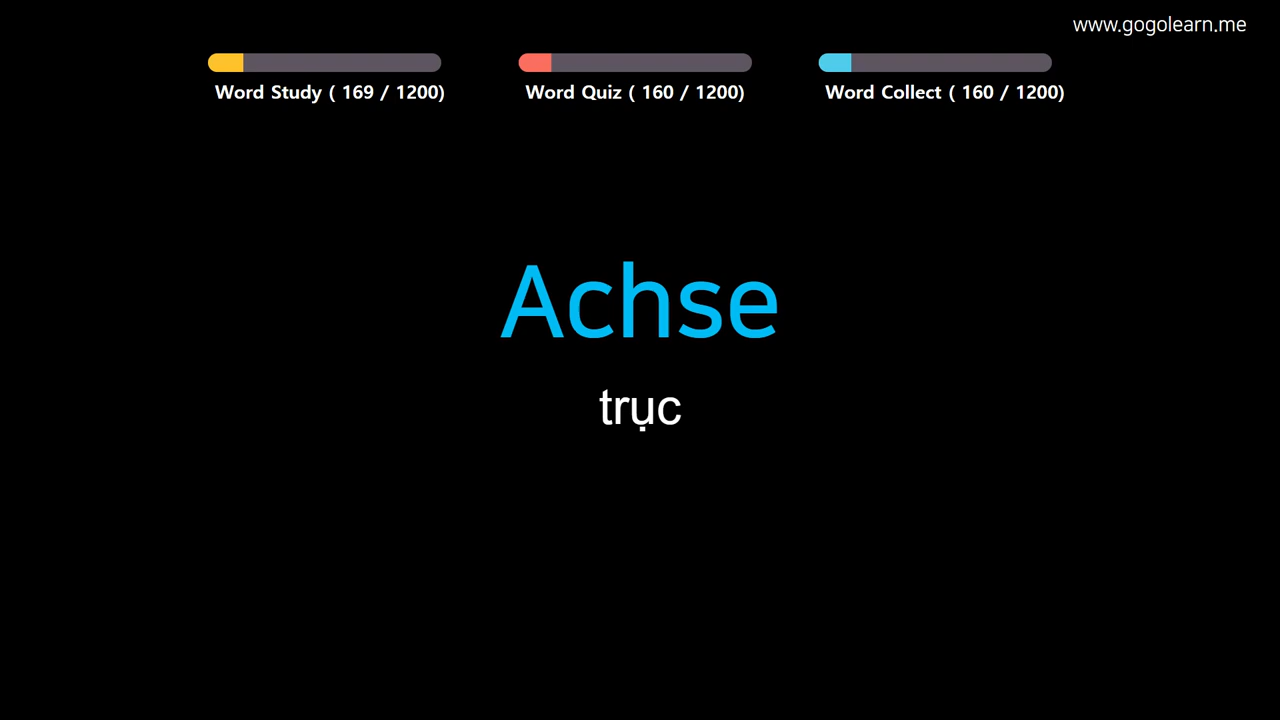 www.gogolearn.me
Word Study ( 169 / 1200)
Word Quiz ( 160 / 1200)
Word Collect ( 160 / 1200)
Achse
trục